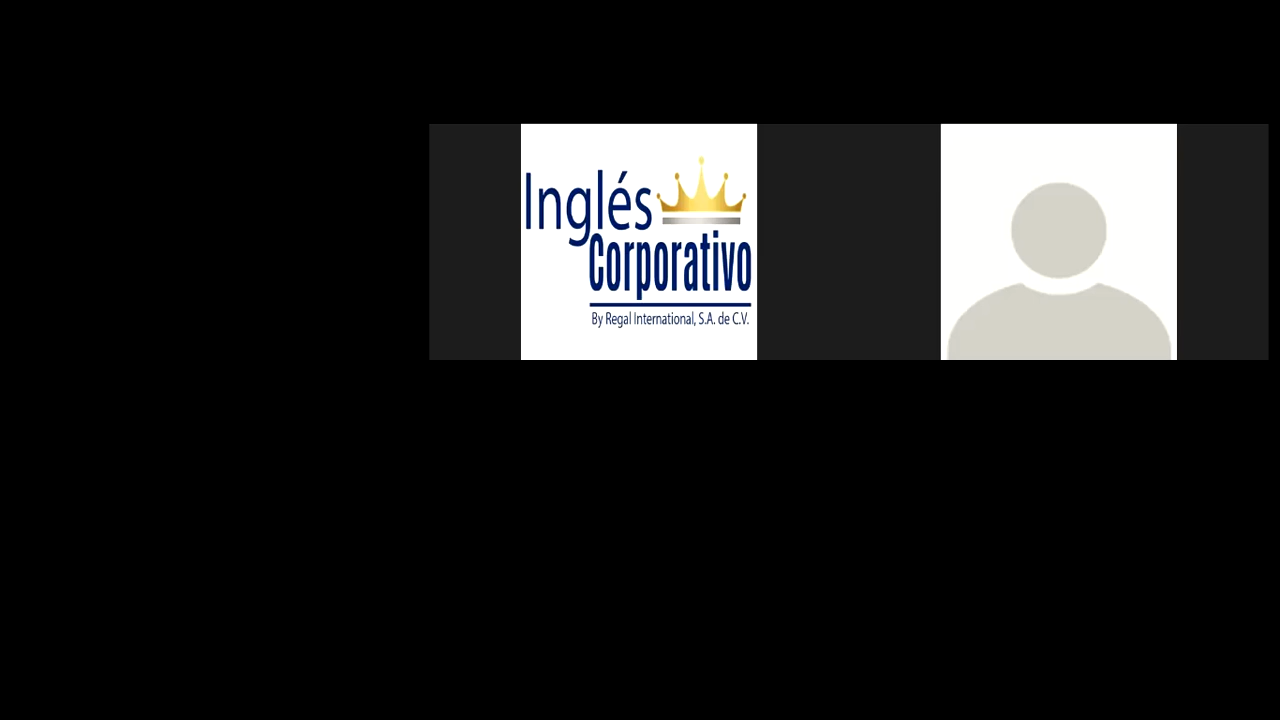 Inglés
Corporativo
By Regal International, S.A. de C.V.